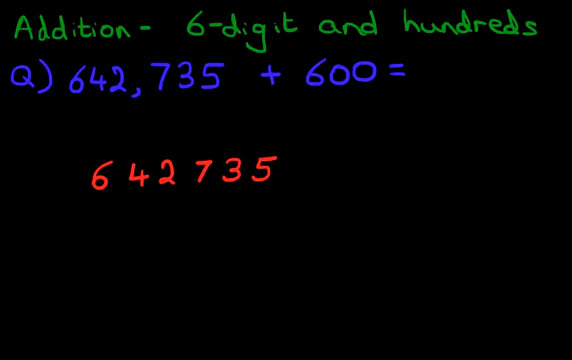 Addition - 6-digit and hundreds
Q) 642,735 + 600 =
642735